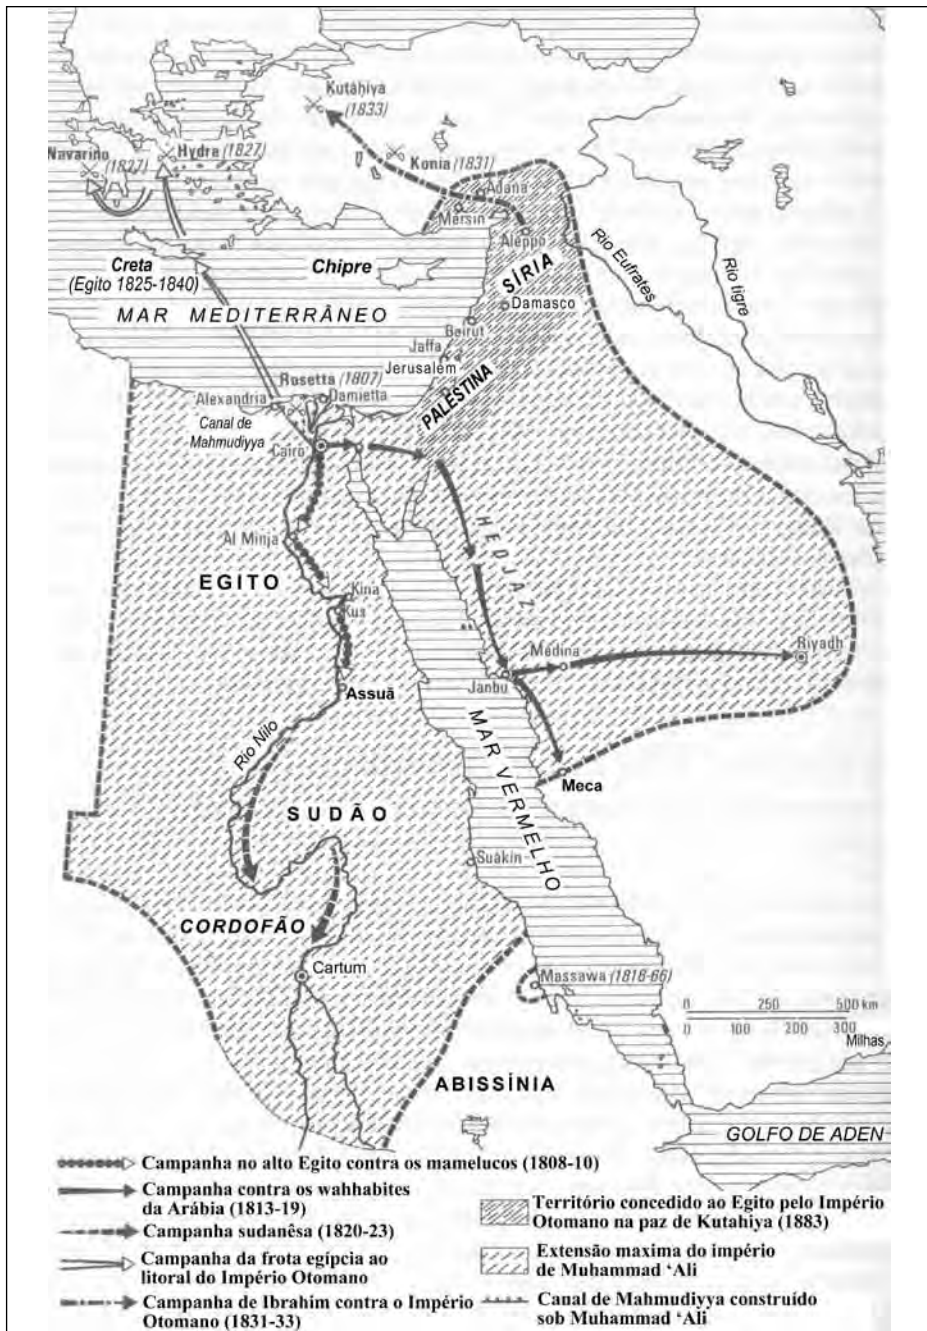 Kutāhiya
(1833)
Navarino
(1827)
Hydra (1827)
Konia (1831)
Adana
Mersin
Aleppo
Creta
(Egito 1825-1840)
Chipre
SÍRIA
Rio Eufrates
Rio tigre
MAR MEDITERRÂNEO
Damasco
Beirut
Jaffa
Jerusalém
PALESTINA
Rosetta (1807)
Alexandria
Damietta
Canal de
Mahmudiyya
Cairo
Al Minja
HEDJAZ
EGITO
Kina
Kus
Medina
Riyadh
Janbu
Assuã
Rio Nilo
MAR VERMELHO
Meca
SUDÃO
Suákin
CORDOFÃO
Cartum
Massawa (1818-66)
0 250 500 km
0 100 200 300
Milhas
ABISSÍNIA
GOLFO DE ADEN
Campanha no alto Egito contra os mamelucos (1808-10)
Campanha contra os wahhabites
da Arábia (1813-19)
Campanha sudanêsa (1820-23)
Campanha da frota egípcia ao
litoral do Império Otomano
Campanha de Ibrahim contra o Império
Otomano (1831-33)
Território concedido ao Egito pelo Império
Otomano na paz de Kutahiya (1883)
Extensão maxima do império
de Muhammad ‘Ali
Canal de Mahmudiyya construído
sob Muhammad ‘Ali